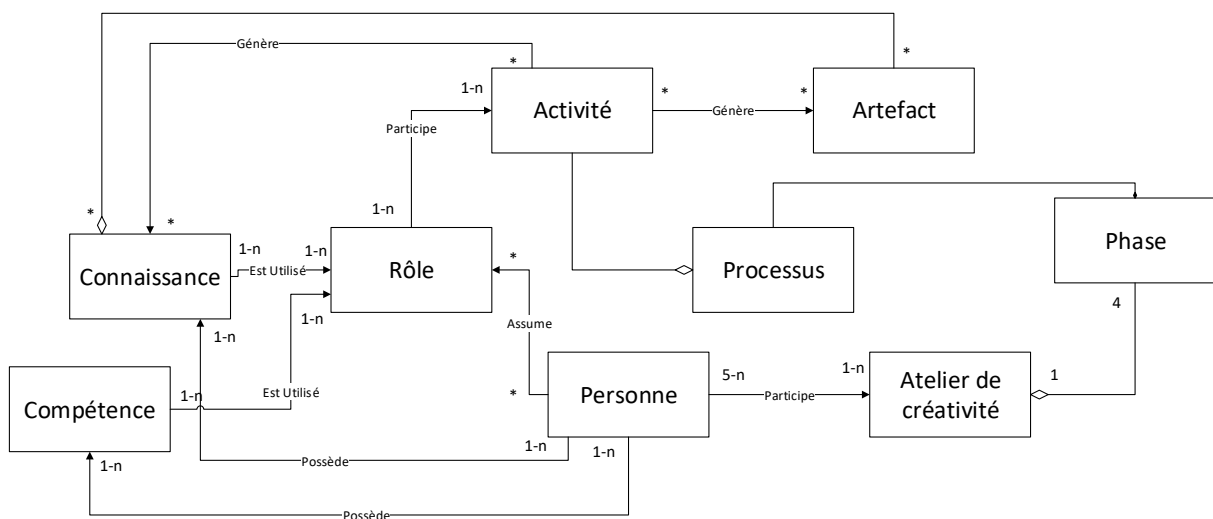 Génère
*
*
1-n
Activité
*
Génère
*
Artefact
Participe
1-n
*
*
1-n
Connaissance
Est Utilisé
1-n
Rôle
*
Processus
Phase
1-n
1-n
Assume
4
Compétence
1-n
Est Utilisé
*
Personne
5-n
Participe
1-n
Atelier de
créativité
1
1-n
1-n
1-n
Possède
Possède